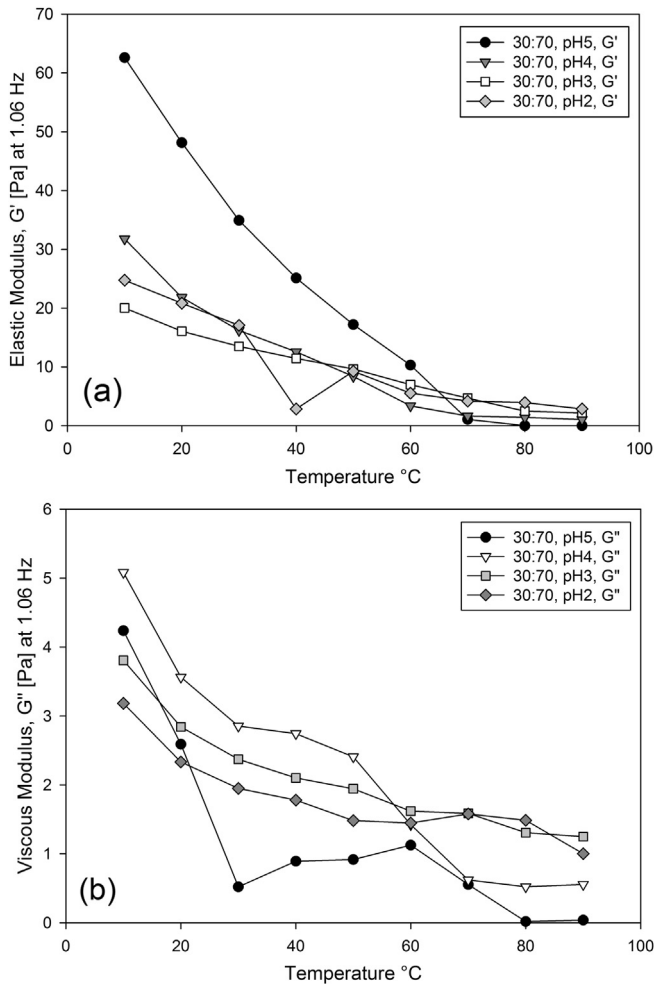 70
60
50
40
30
20
10
0
Elastic Modulus, G' [Pa] at 1.06 Hz
30:70, pH5, G'
30:70, pH4, G'
30:70, pH3, G'
30:70, pH2, G'
(a)
0 20 40 60 80 100
Temperature °C
6
5
4
3
2
1
0
Viscous Modulus, G" [Pa] at 1.06 Hz
30:70, pH5, G"
30:70, pH4, G"
30:70, pH3, G"
30:70, pH2, G"
(b)
0 20 40 60 80 100
Temperature °C